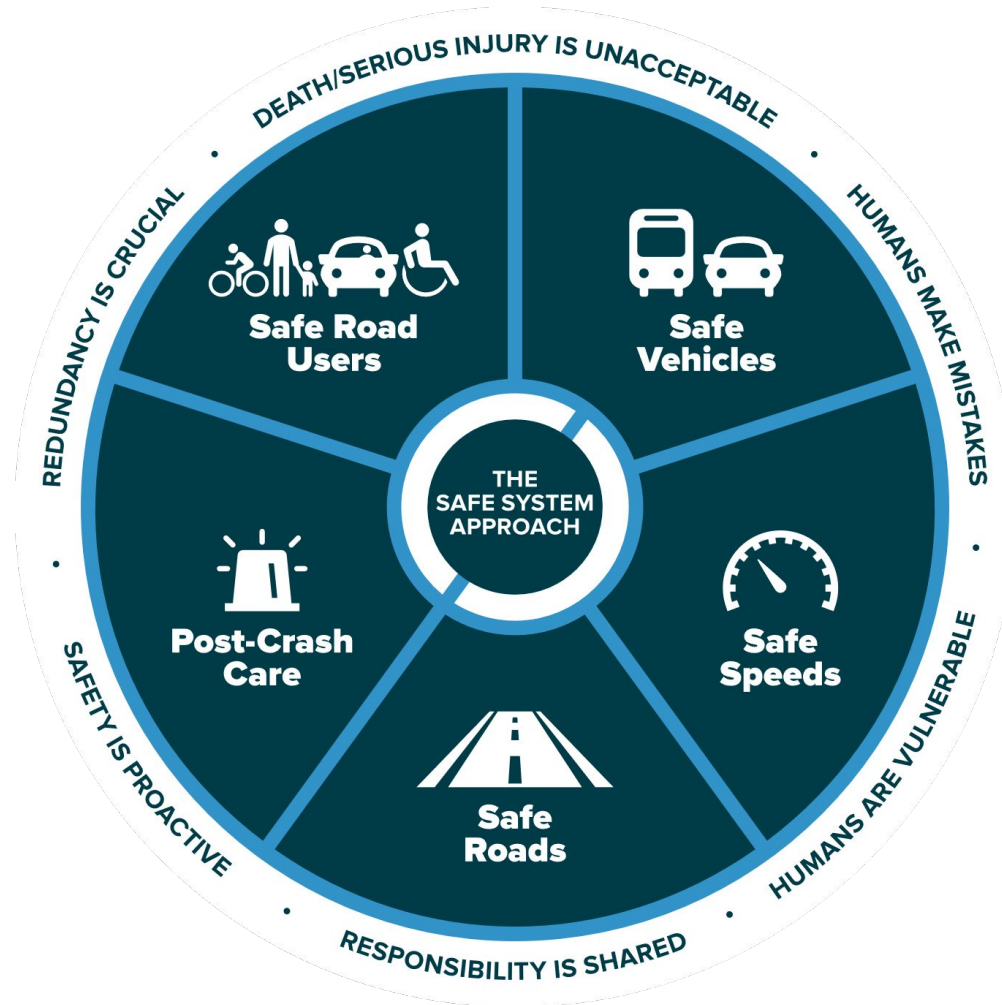 DEATH/SERIOUS INJURY IS UNACCEPTABLE
HUMANS MAKE MISTAKES
HUMANS ARE VULNERABLE
RESPONSIBILITY IS SHARED
SAFETY IS PROACTIVE
REDUNDANCY IS CRUCIAL
Safe Road
Users
Safe
Vehicles
Safe
Speeds
Safe
Roads
Post-Crash
Care
THE
SAFE SYSTEM
APPROACH